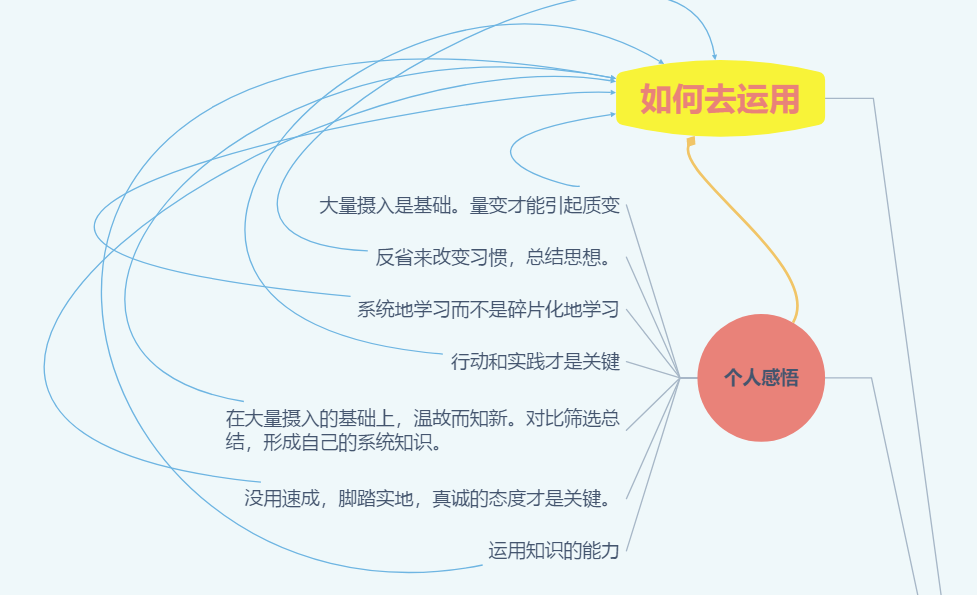 如何去运用
大量摄入是基础。量变才能引起质变
反省来改变习惯，总结思想。
系统地学习而不是碎片化地学习
行动和实践才是关键
个人感悟
在大量摄入的基础上，温故而知新。对比筛选总
结，形成自己的系统知识。
没用速成，脚踏实地，真诚的态度才是关键。
运用知识的能力